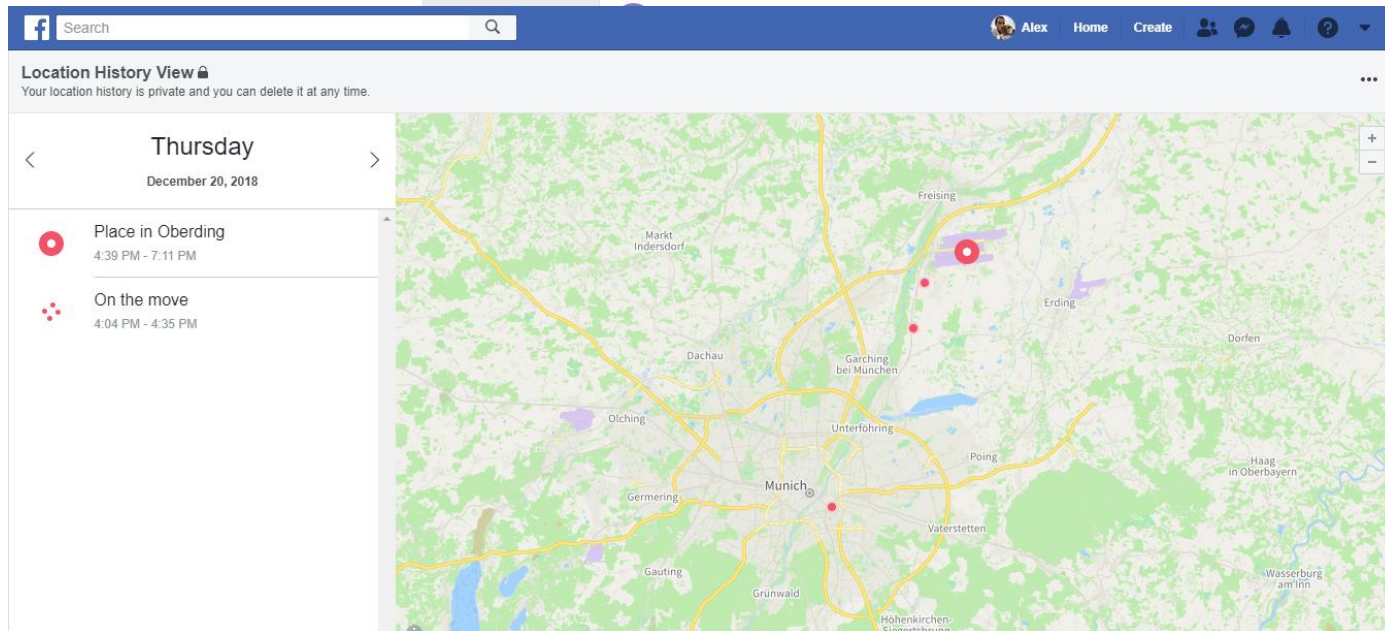 f
Search
Alex
Home
Create
Location History View
Your location history is private and you can delete it at any time.
Thursday
December 20, 2018
Place in Oberding
4:39 PM - 7:11 PM
On the move
4:04 PM - 4:35 PM
+
−
Freising
Markt
Indersdorf
Erding
Dorfen
Dachau
Garching
bei München
Olching
Unterföhring
Poing
Haag
in Oberbayern
Munich
Germering
Vaterstetten
Gauting
Grünwald
Wasserburg
am Inn
Höhenkirchen-
Siegertsbrunn